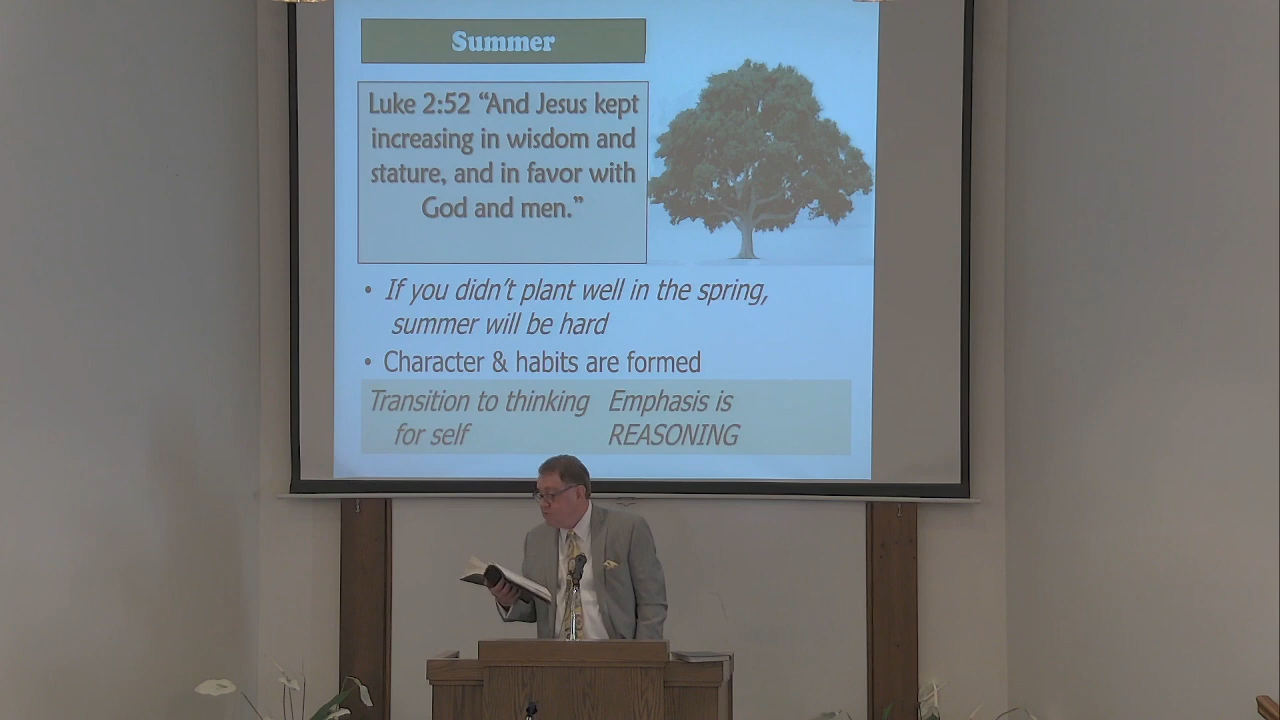 Summer
Luke 2:52 “And Jesus kept
increasing in wisdom and
stature, and in favor with
God and men.”
• If you didn’t plant well in the spring,
summer will be hard
• Character & habits are formed
Transition to thinking
for self
Emphasis is
REASONING